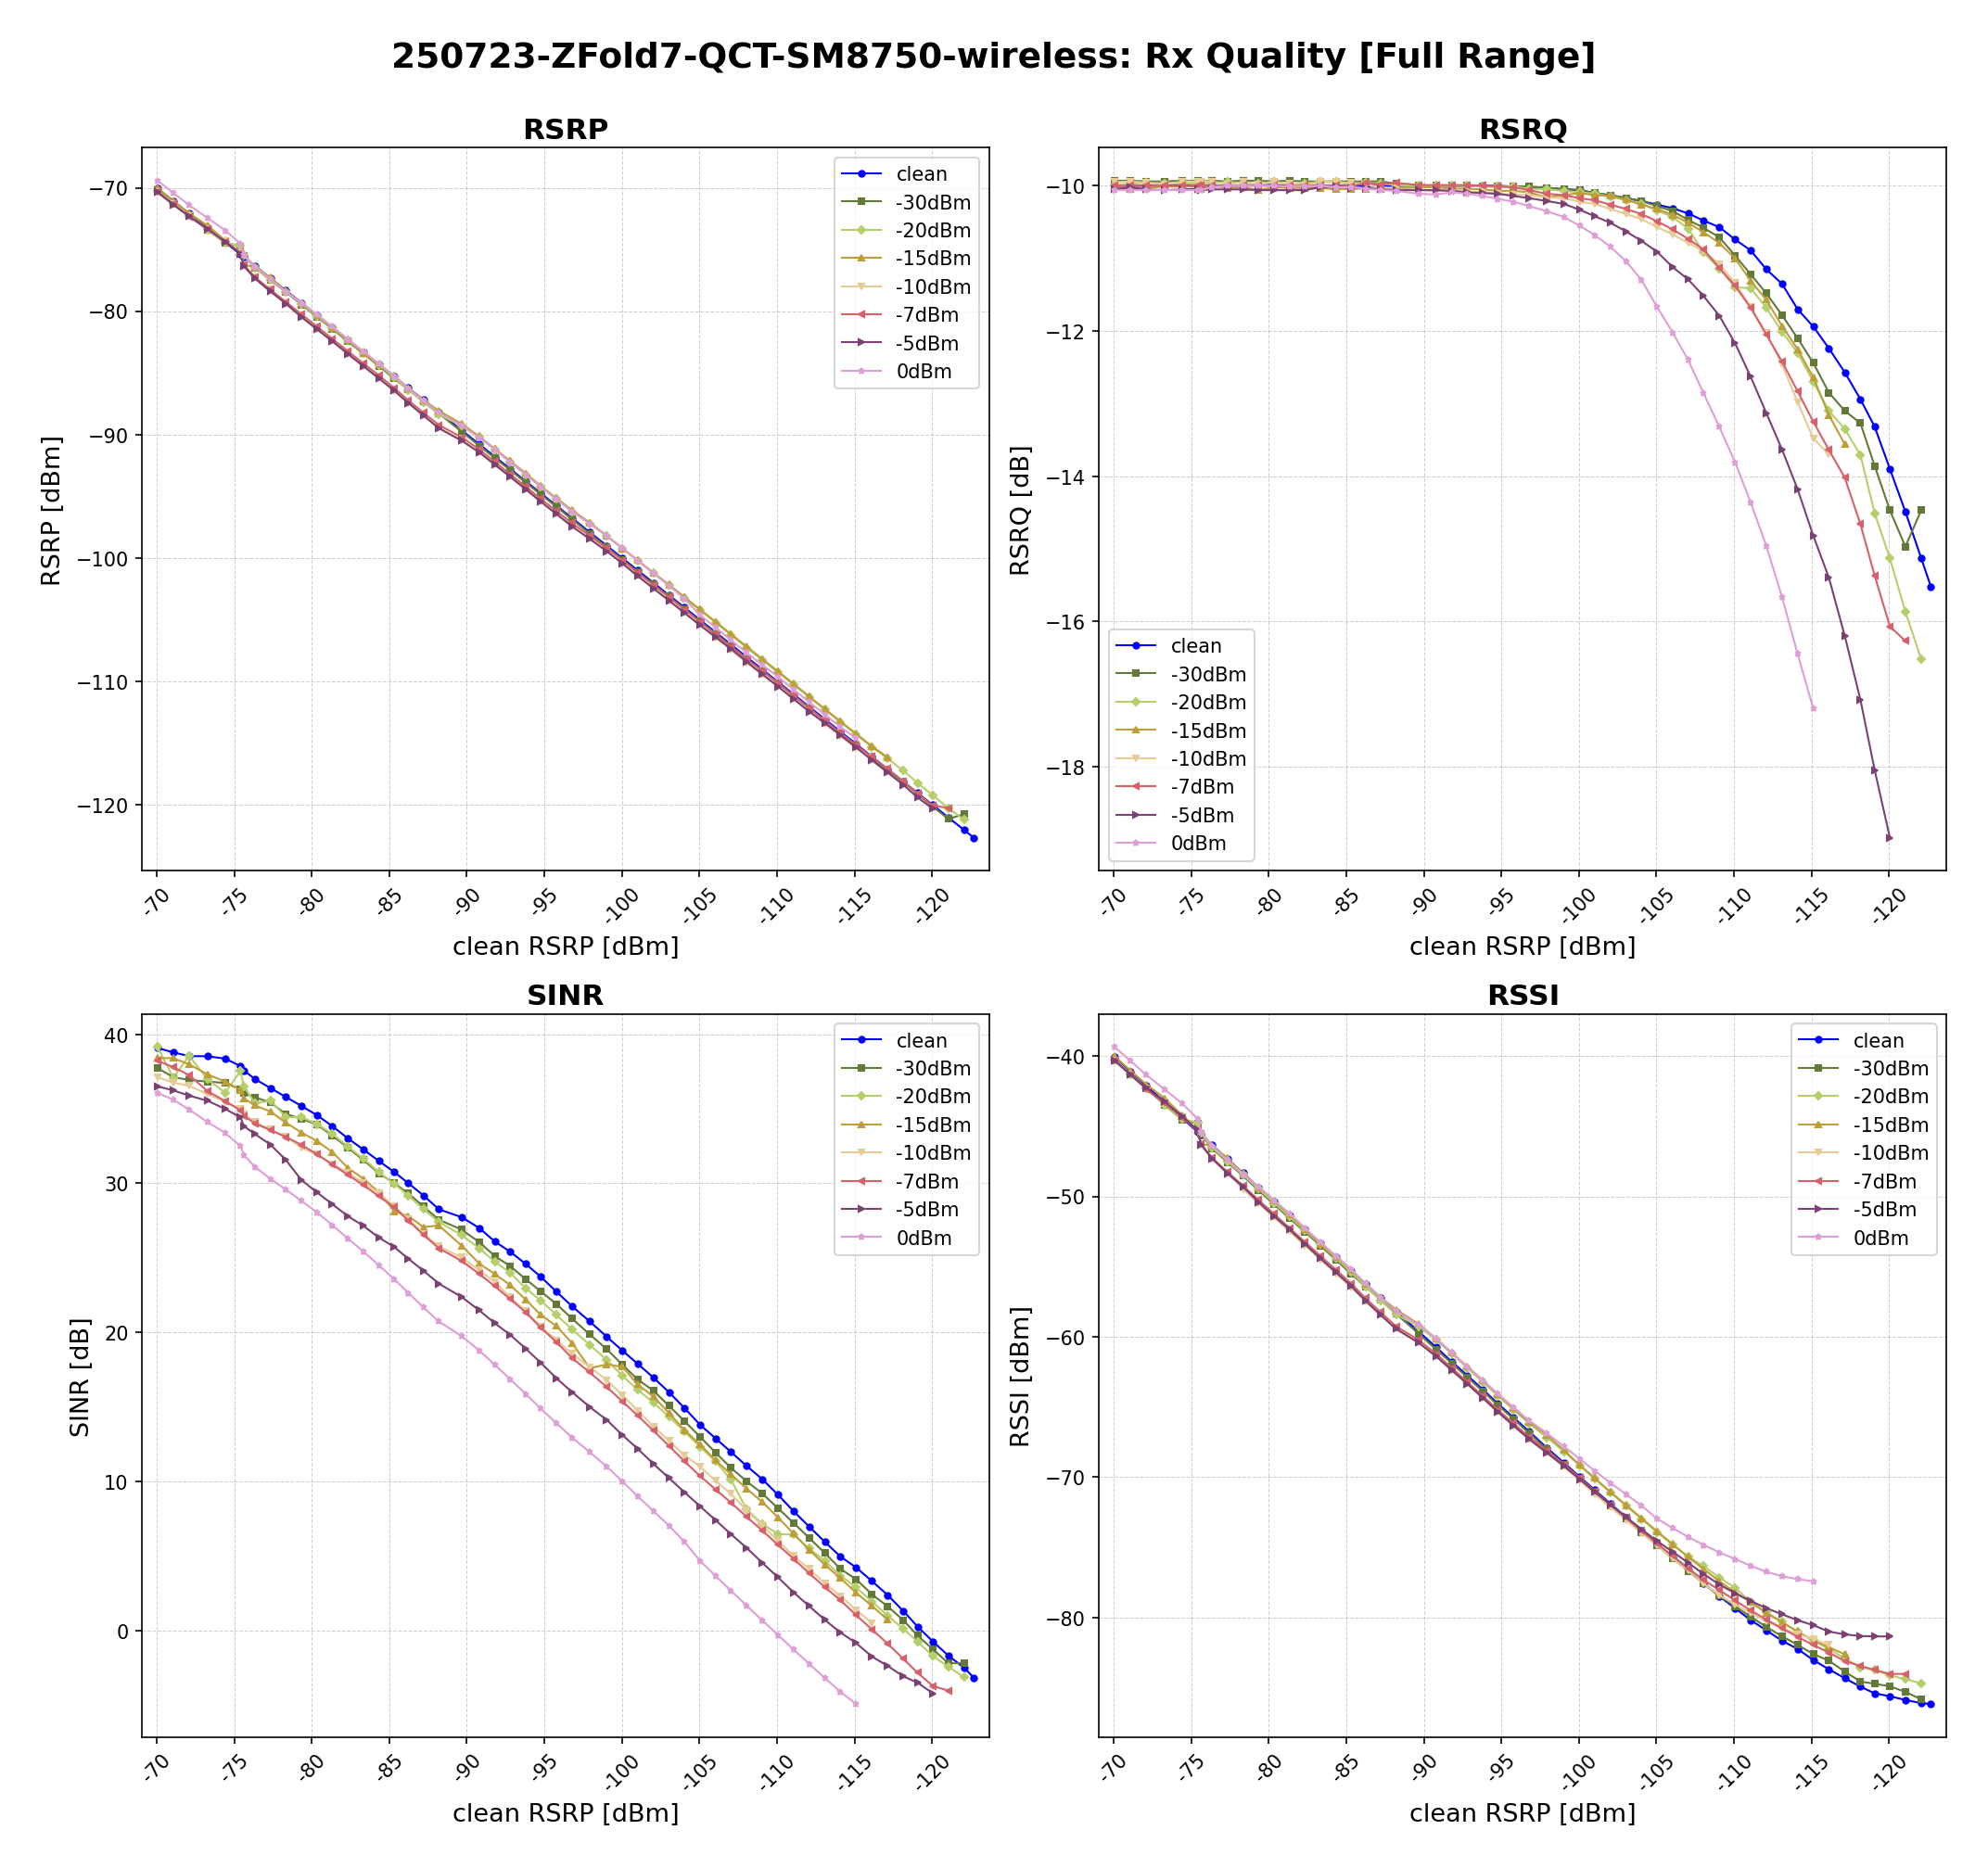 250723-ZFold7-QCT-SM8750-wireless: Rx Quality [Full Range]
RSRP
RSRP [dBm]
−70
−80
−90
−100
−110
−120
clean
-30dBm
-20dBm
-15dBm
-10dBm
-7dBm
-5dBm
0dBm
-70
-75
-80
-85
-90
-95
-100
-105
-110
-115
-120
clean RSRP [dBm]
RSRQ
RSRQ [dB]
−10
−12
−14
−16
−18
clean
-30dBm
-20dBm
-15dBm
-10dBm
-7dBm
-5dBm
0dBm
-70
-75
-80
-85
-90
-95
-100
-105
-110
-115
-120
clean RSRP [dBm]
SINR
SINR [dB]
40
30
20
10
0
clean
-30dBm
-20dBm
-15dBm
-10dBm
-7dBm
-5dBm
0dBm
-70
-75
-80
-85
-90
-95
-100
-105
-110
-115
-120
clean RSRP [dBm]
RSSI
RSSI [dBm]
−40
−50
−60
−70
−80
clean
-30dBm
-20dBm
-15dBm
-10dBm
-7dBm
-5dBm
0dBm
-70
-75
-80
-85
-90
-95
-100
-105
-110
-115
-120
clean RSRP [dBm]